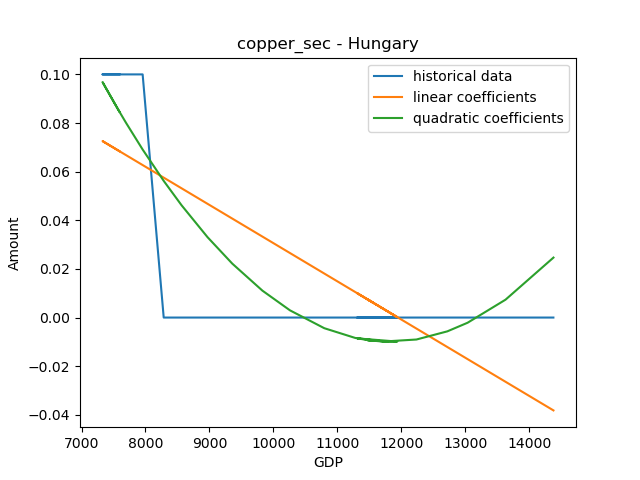 copper_sec - Hungary
historical data
linear coefficients
quadratic coefficients
Amount
0.10
0.08
0.06
0.04
0.02
0.00
−0.02
−0.04
7000 8000 9000 10000 11000 12000 13000 14000
GDP